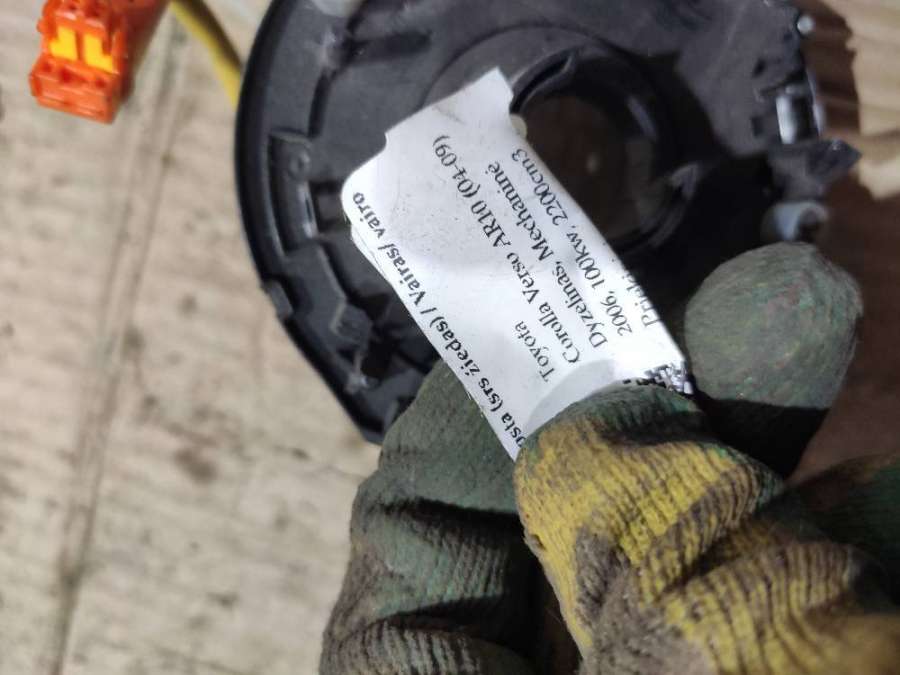 (srs žiedas) / Vairas/ vairo
Toyota
Corolla Verso AR10 (04-09)
Dyzelinas, Mechaninė
2006, 100kw, 2200cm3